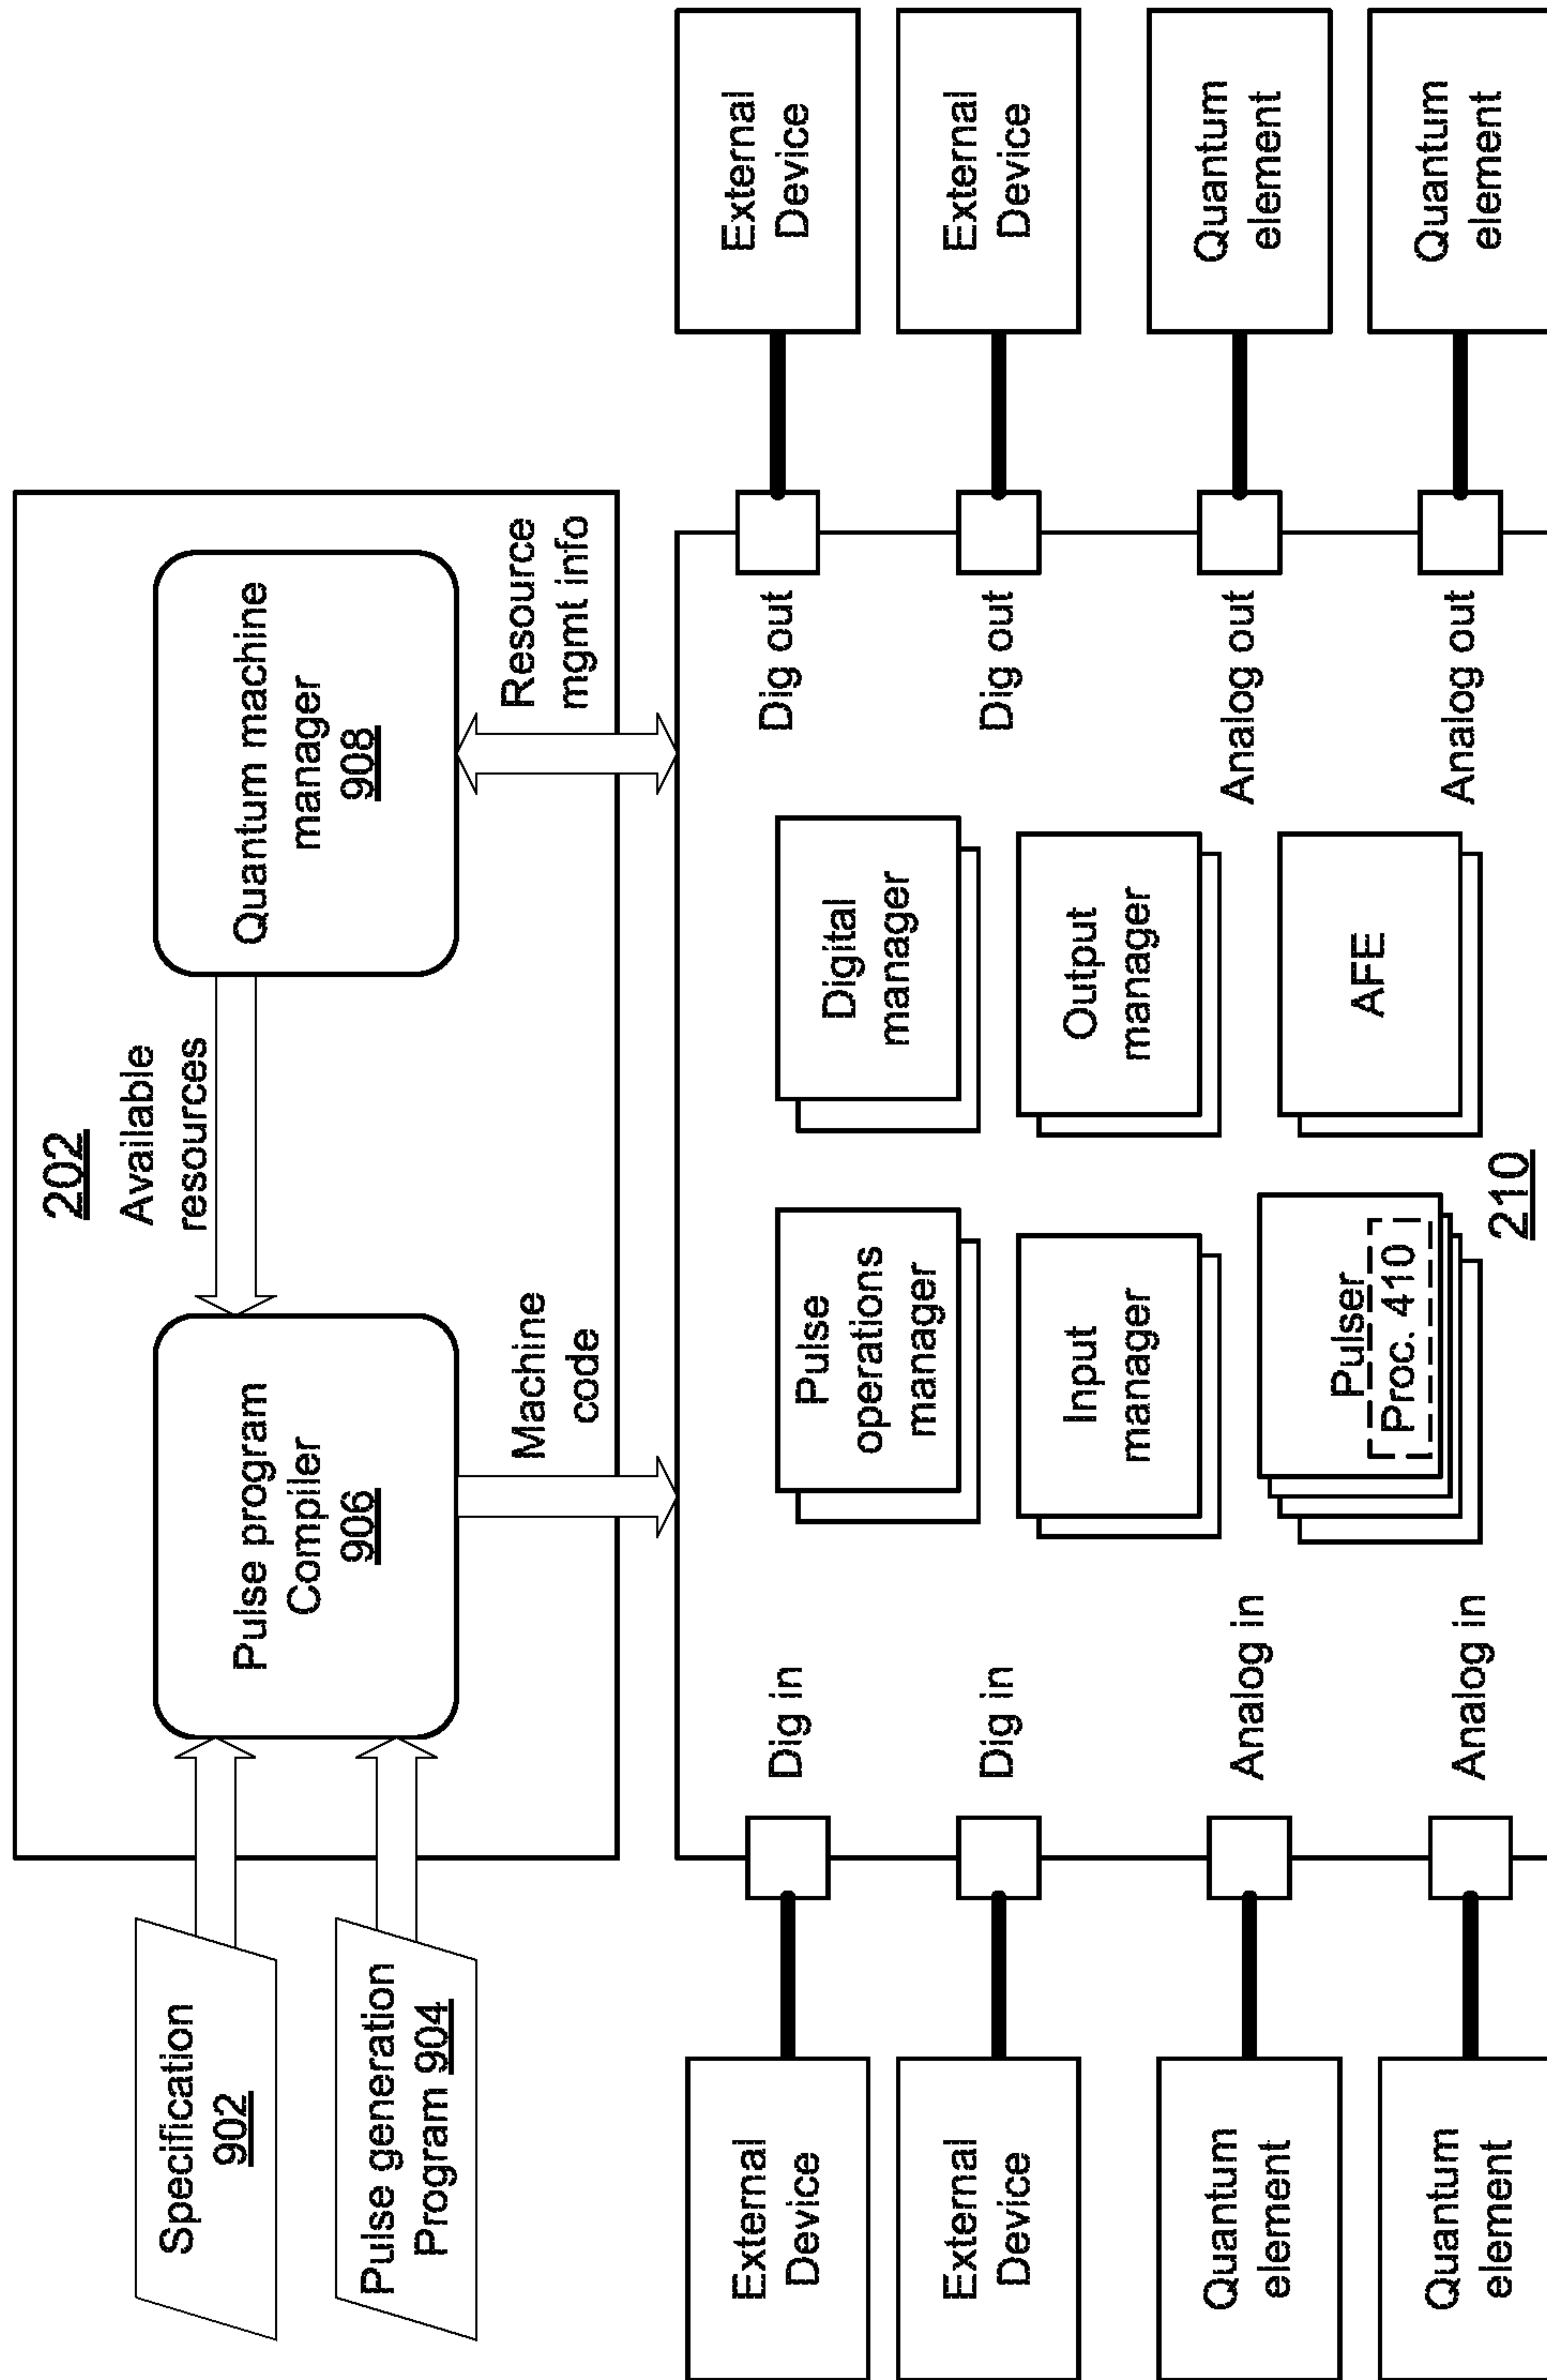 202
Specification
902
Pulse generation
Program 904
Pulse program
Compiler
906
Available
resources
Quantum machine
manager
908
Machine
code
Resource
mgmt info
External
Device
External
Device
Quantum
element
Quantum
element
Dig in
Dig in
Analog in
Analog in
Pulse
operations
manager
Digital
manager
Input
manager
Output
manager
Pulser
Proc. 410
AFE
210
Dig out
Dig out
Analog out
Analog out
External
Device
External
Device
Quantum
element
Quantum
element